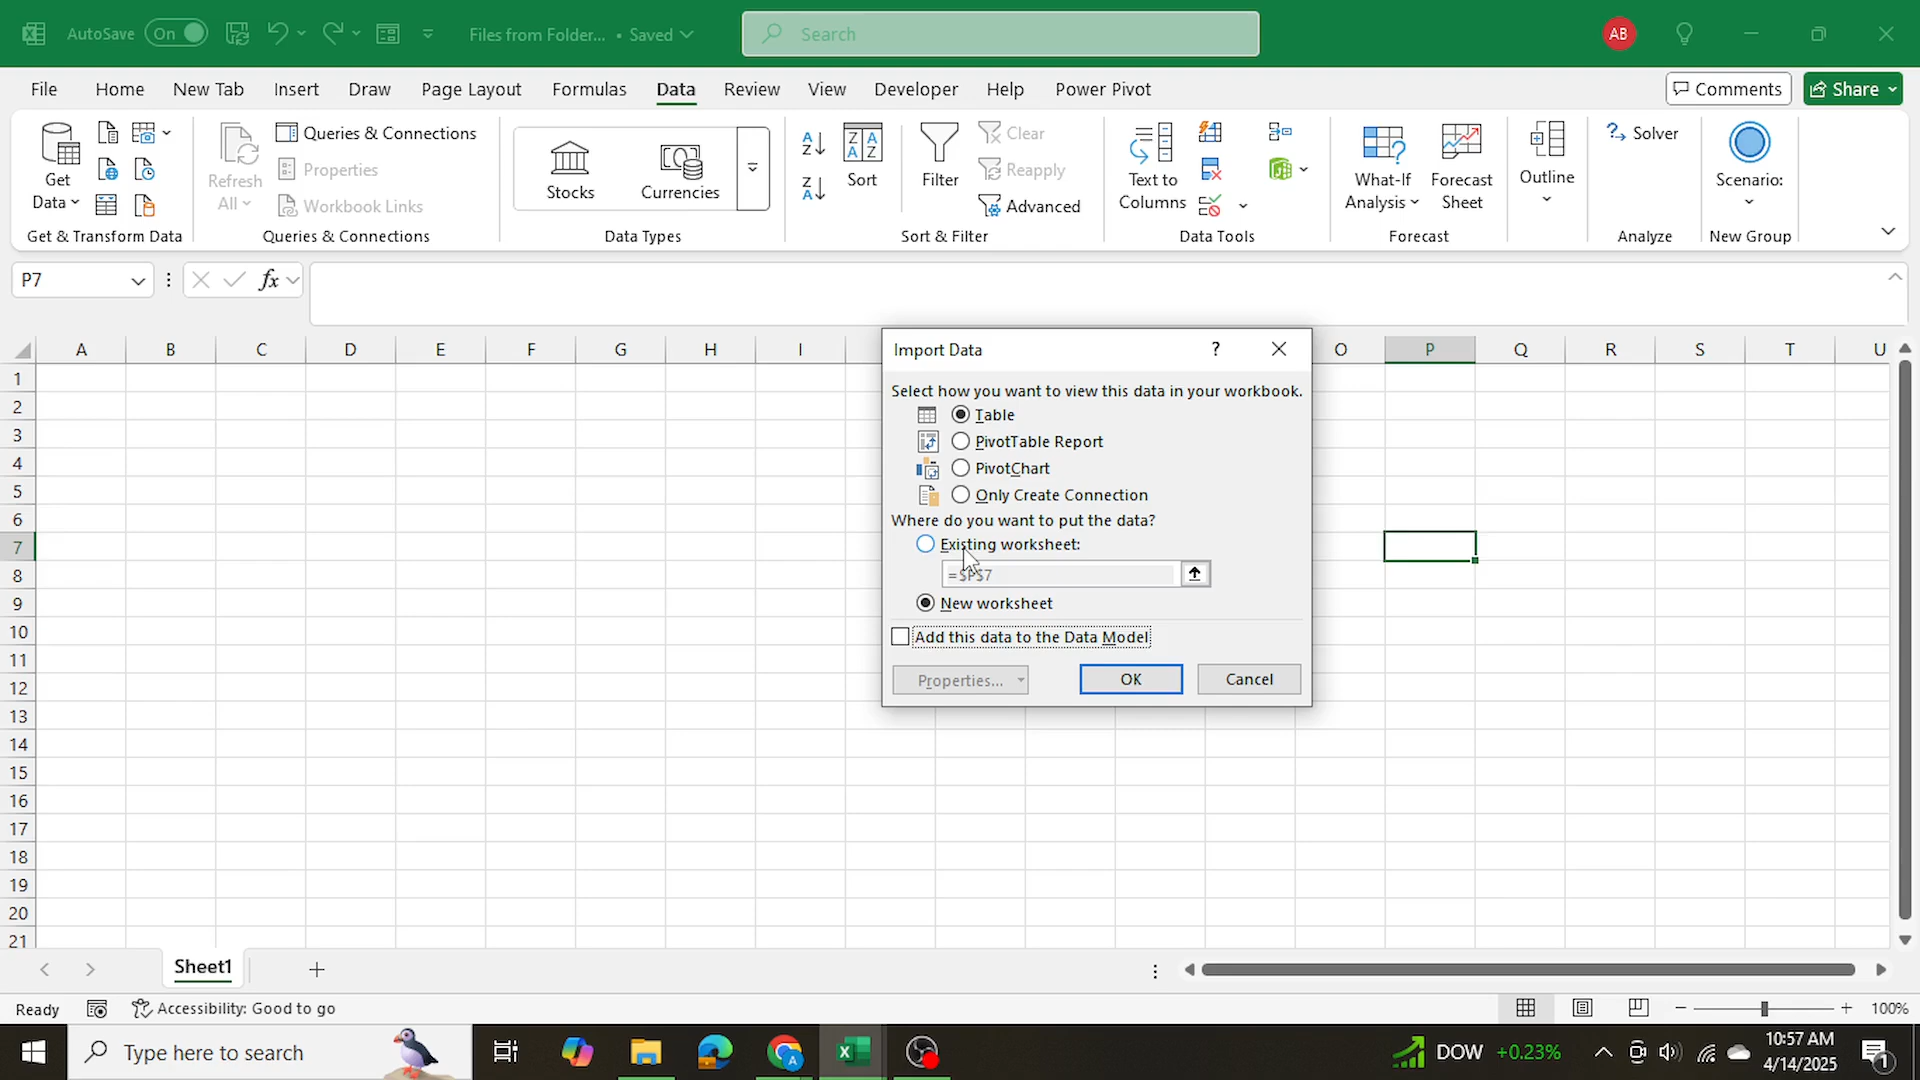 AutoSave On Files from Folder... • Saved Search AB
File Home New Tab Insert Draw Page Layout Formulas Data Review View Developer Help Power Pivot Comments Share
Get Data
Get & Transform Data
Refresh All
Queries & Connections
Properties
Workbook Links
Queries & Connections
Stocks
Currencies
Data Types
A Z
Z A
Z A A Z
Sort
Filter
Clear
Reapply
Advanced
Sort & Filter
Text to Columns
Data Tools
What-If Analysis
Forecast Sheet
Forecast
Outline
Solver
Analyze
Scenario:
New Group
P7 fx
A B C D E F G H I O P Q R S T U
1
2
3
4
5
6
7
8
9
10
11
12
13
14
15
16
17
18
19
20
21
Import Data ?
Select how you want to view this data in your workbook.
Table
PivotTable Report
PivotChart
Only Create Connection
Where do you want to put the data?
Existing worksheet:
=$P$7
New worksheet
Add this data to the Data Model
Properties... OK Cancel
Sheet1
Ready Accessibility: Good to go 100%
Type here to search DOW +0.23% 10:57 AM
4/14/2025
1